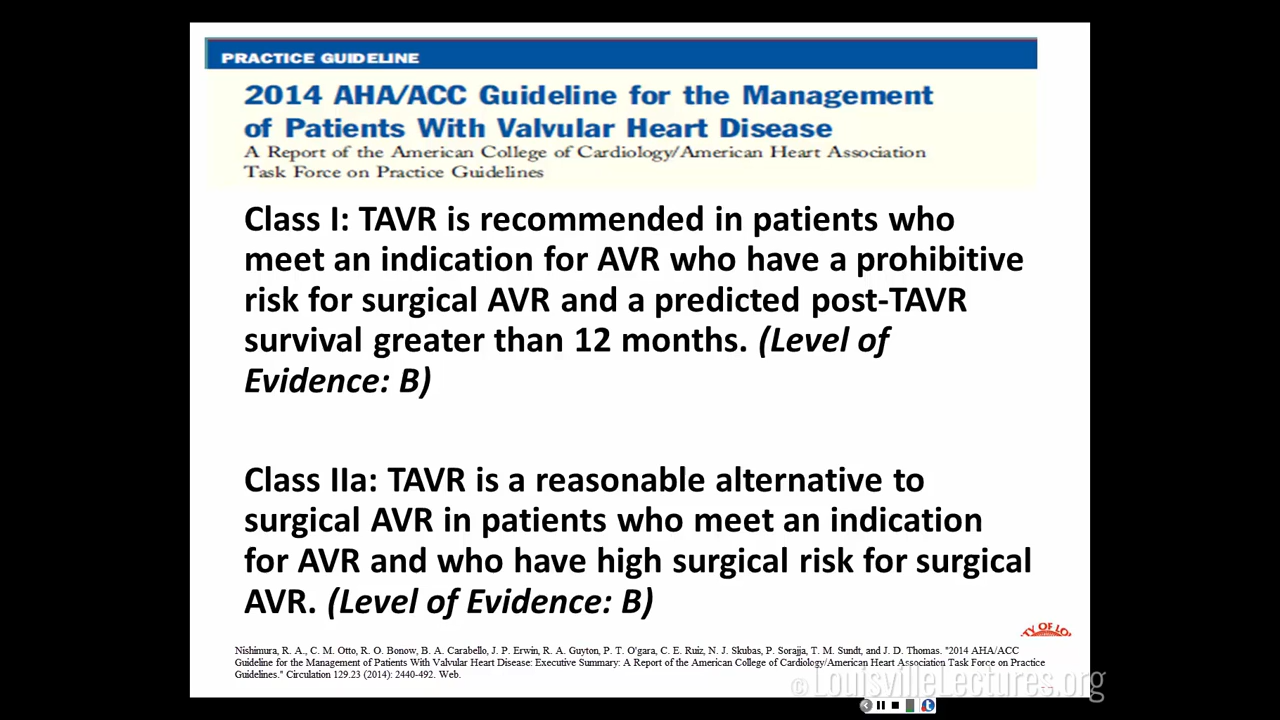 PRACTICE GUIDELINE
2014 AHA/ACC Guideline for the Management
of Patients With Valvular Heart Disease
A Report of the American College of Cardiology/American Heart Association
Task Force on Practice Guidelines
Class I: TAVR is recommended in patients who
meet an indication for AVR who have a prohibitive
risk for surgical AVR and a predicted post-TAVR
survival greater than 12 months. (Level of
Evidence: B)
Class IIa: TAVR is a reasonable alternative to
surgical AVR in patients who meet an indication
for AVR and who have high surgical risk for surgical
AVR. (Level of Evidence: B)
TY OF LO
Nishimura, R. A., C. M. Otto, R. O. Bonow, B. A. Carabello, J. P. Erwin, R. A. Guyton, P. T. O'gara, C. E. Ruiz, N. J. Skubas, P. Sorajja, T. M. Sundt, and J. D. Thomas. "2014 AHA/ACC
Guideline for the Management of Patients With Valvular Heart Disease: Executive Summary: A Report of the American College of Cardiology/American Heart Association Task Force on Practice
Guidelines." Circulation 129.23 (2014): 2440-492. Web.
© LouisvilleLectures.org